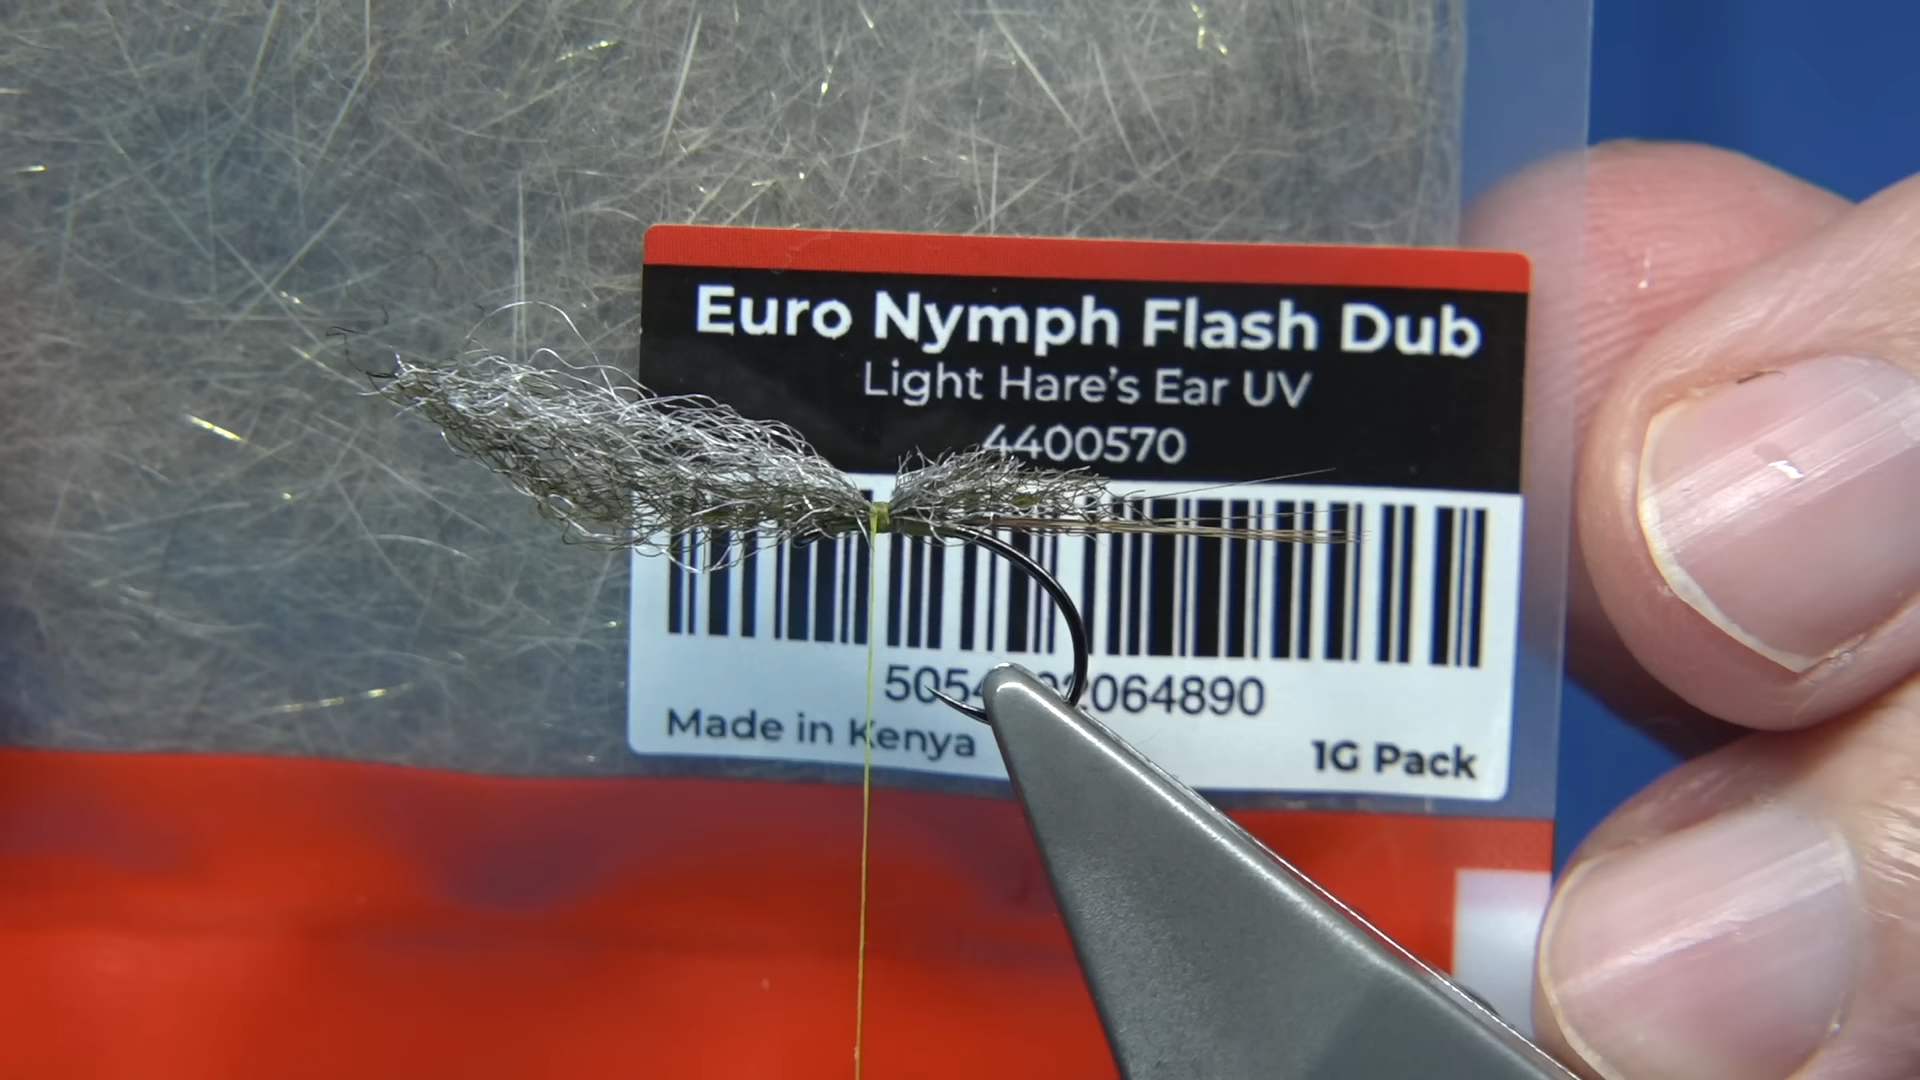 Euro Nymph Flash Dub
Light Hare's Ear UV
4400570
Made in Kenya
1G Pack